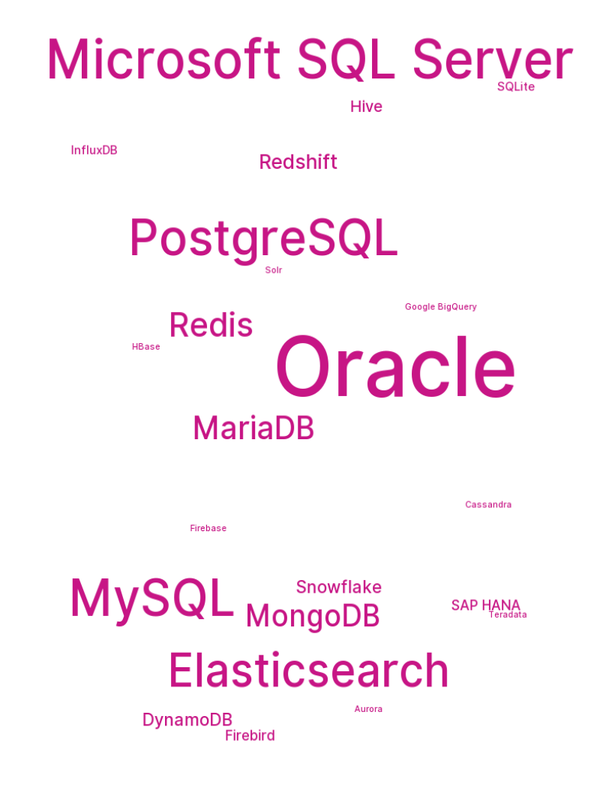 Microsoft SQL Server
SQLite
Hive
InfluxDB
Redshift
PostgreSQL
Solr
Google BigQuery
Redis
HBase
Oracle
MariaDB
Cassandra
Firebase
Snowflake
MySQL
MongoDB
SAP HANA
Teradata
Elasticsearch
Aurora
DynamoDB
Firebird